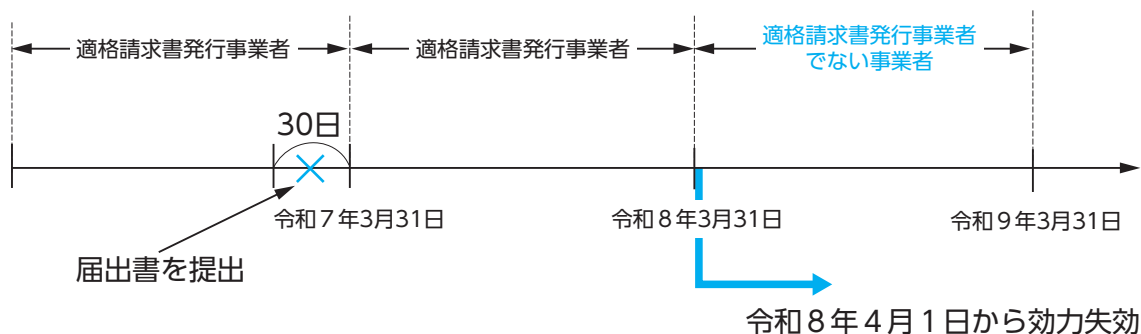 適格請求書発行事業者
適格請求書発行事業者
適格請求書発行事業者
でない事業者
30日
令和７年3月31日
令和８年3月31日
令和９年3月31日
届出書を提出
令和８年４月１日から効力失効